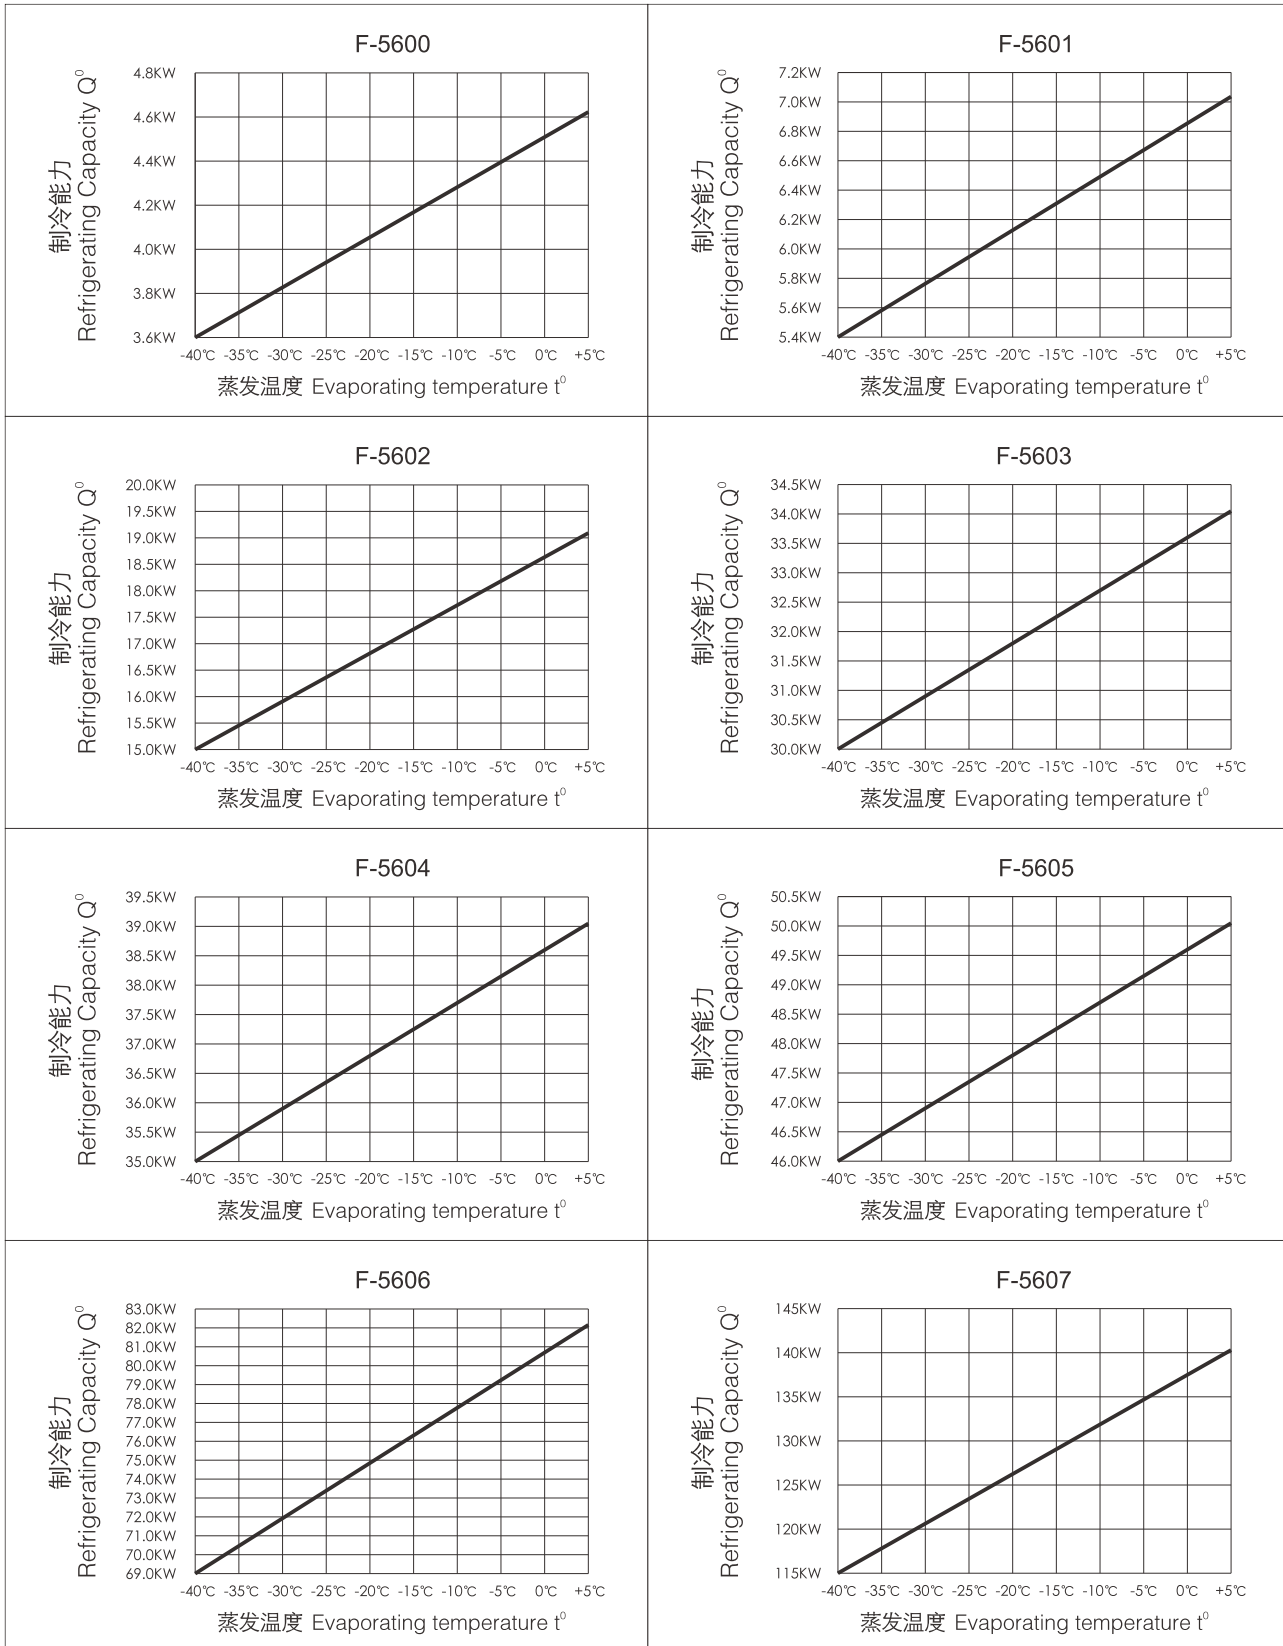 F-5600
制冷能力
Refrigerating Capacity Q⁰
4.8KW
4.6KW
4.4KW
4.2KW
4.0KW
3.8KW
3.6KW
-40℃ -35℃ -30℃ -25℃ -20℃ -15℃ -10℃ -5℃ 0℃ +5℃
蒸发温度 Evaporating temperature t⁰
F-5601
制冷能力
Refrigerating Capacity Q⁰
7.2KW
7.0KW
6.8KW
6.6KW
6.4KW
6.2KW
6.0KW
5.8KW
5.6KW
5.4KW
-40℃ -35℃ -30℃ -25℃ -20℃ -15℃ -10℃ -5℃ 0℃ +5℃
蒸发温度 Evaporating temperature t⁰
F-5602
制冷能力
Refrigerating Capacity Q⁰
20.0KW
19.5KW
19.0KW
18.5KW
18.0KW
17.5KW
17.0KW
16.5KW
16.0KW
15.5KW
15.0KW
-40℃ -35℃ -30℃ -25℃ -20℃ -15℃ -10℃ -5℃ 0℃ +5℃
蒸发温度 Evaporating temperature t⁰
F-5603
制冷能力
Refrigerating Capacity Q⁰
34.5KW
34.0KW
33.5KW
33.0KW
32.5KW
32.0KW
31.5KW
31.0KW
30.5KW
30.0KW
-40℃ -35℃ -30℃ -25℃ -20℃ -15℃ -10℃ -5℃ 0℃ +5℃
蒸发温度 Evaporating temperature t⁰
F-5604
制冷能力
Refrigerating Capacity Q⁰
39.5KW
39.0KW
38.5KW
38.0KW
37.5KW
37.0KW
36.5KW
36.0KW
35.5KW
35.0KW
-40℃ -35℃ -30℃ -25℃ -20℃ -15℃ -10℃ -5℃ 0℃ +5℃
蒸发温度 Evaporating temperature t⁰
F-5605
制冷能力
Refrigerating Capacity Q⁰
50.5KW
50.0KW
49.5KW
49.0KW
48.5KW
48.0KW
47.5KW
47.0KW
46.5KW
46.0KW
-40℃ -35℃ -30℃ -25℃ -20℃ -15℃ -10℃ -5℃ 0℃ +5℃
蒸发温度 Evaporating temperature t⁰
F-5606
制冷能力
Refrigerating Capacity Q⁰
83.0KW
82.0KW
81.0KW
80.0KW
79.0KW
78.0KW
77.0KW
76.0KW
75.0KW
74.0KW
73.0KW
72.0KW
71.0KW
70.0KW
69.0KW
-40℃ -35℃ -30℃ -25℃ -20℃ -15℃ -10℃ -5℃ 0℃ +5℃
蒸发温度 Evaporating temperature t⁰
F-5607
制冷能力
Refrigerating Capacity Q⁰
145KW
140KW
135KW
130KW
125KW
120KW
115KW
-40℃ -35℃ -30℃ -25℃ -20℃ -15℃ -10℃ -5℃ 0℃ +5℃
蒸发温度 Evaporating temperature t⁰